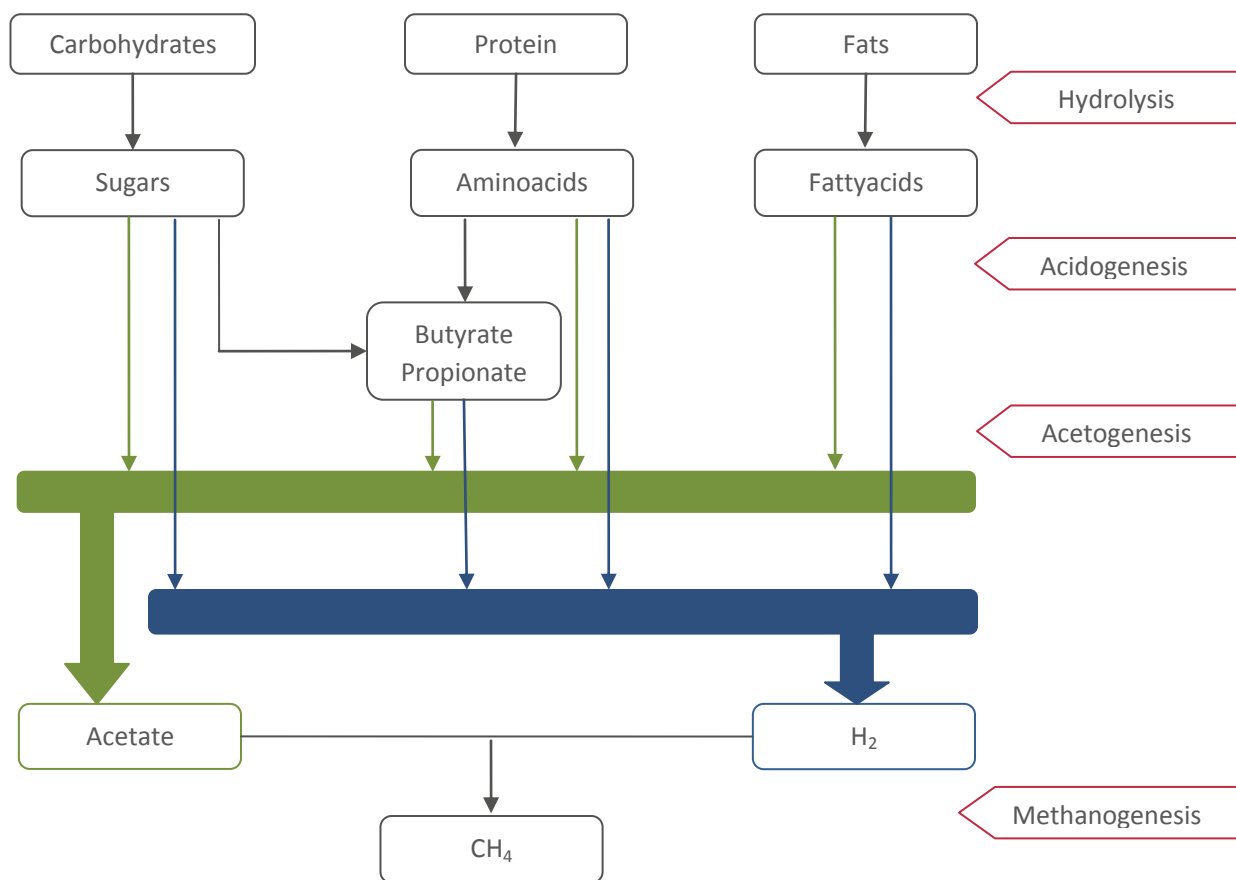 Carbohydrates
Protein
Fats
Hydrolysis
Sugars
Aminoacids
Fattyacids
Acidogenesis
Butyrate
Propionate
Acetogenesis
Acetate
H₂
Methanogenesis
CH₄